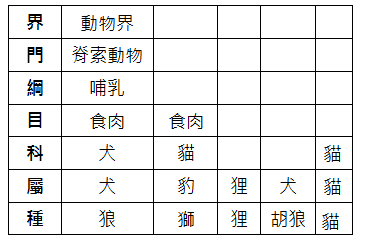 界 動物界
門 脊索動物
綱 哺乳
目 食肉 食肉
科 犬 貓 貓
屬 犬 豹 狸 犬 貓
種 狼 獅 狸 胡狼 貓